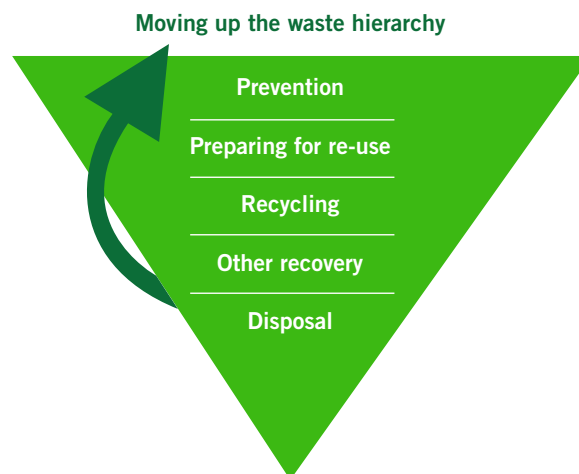 Moving up the waste hierarchy
Prevention
Preparing for re-use
Recycling
Other recovery
Disposal